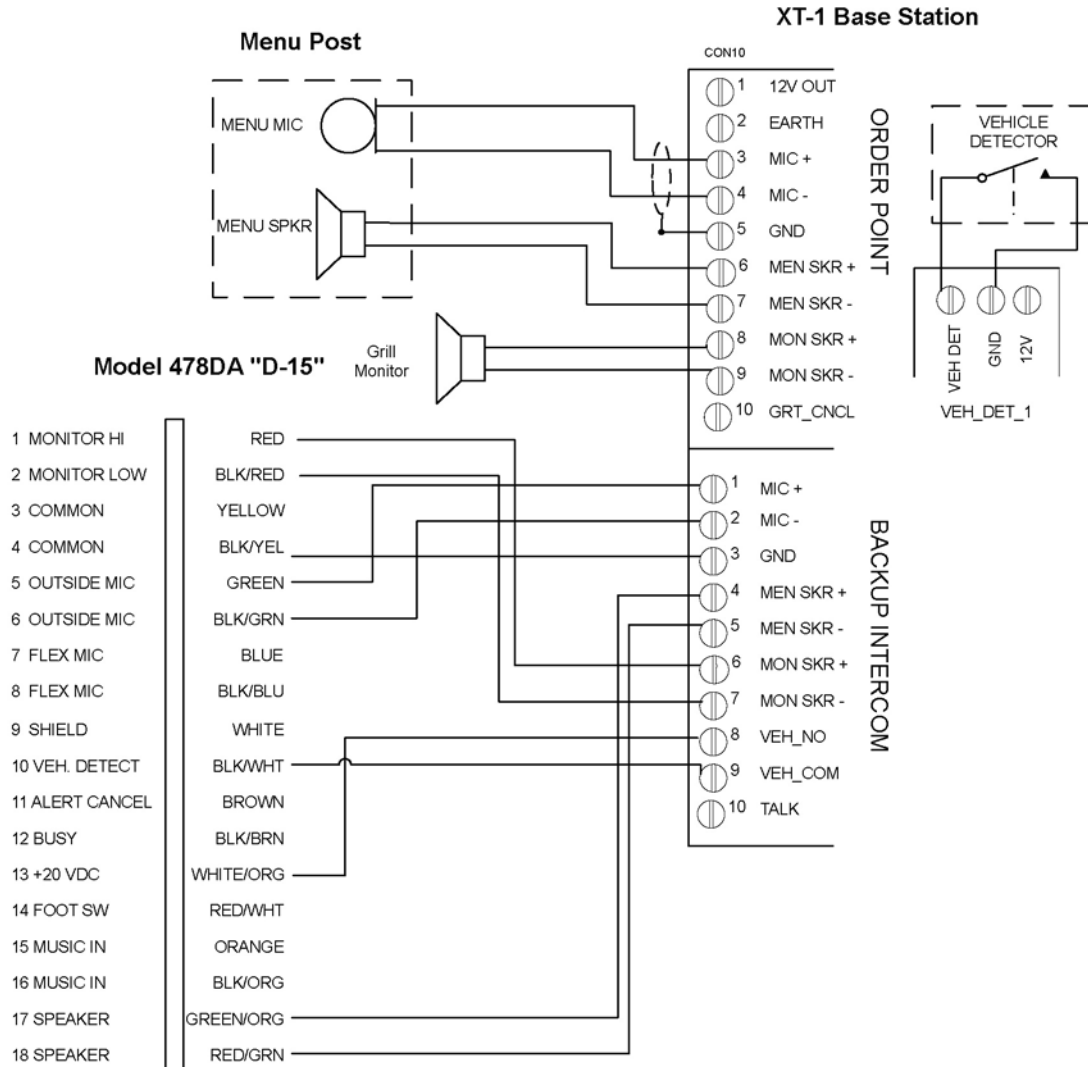 XT-1 Base Station
Menu Post
CON10
MENU MIC
MENU SPKR
1 12V OUT
2 EARTH
3 MIC +
4 MIC -
5 GND
6 MEN SKR +
7 MEN SKR -
8 MON SKR +
9 MON SKR -
10 GRT_CNCL
ORDER POINT
VEHICLE
DETECTOR
VEH DET
GND
12V
VEH_DET_1
Grill
Monitor
Model 478DA "D-15"
1 MONITOR HI RED
2 MONITOR LOW BLK/RED
3 COMMON YELLOW
4 COMMON BLK/YEL
5 OUTSIDE MIC GREEN
6 OUTSIDE MIC BLK/GRN
7 FLEX MIC BLUE
8 FLEX MIC BLK/BLU
9 SHIELD WHITE
10 VEH. DETECT BLK/WHT
11 ALERT CANCEL BROWN
12 BUSY BLK/BRN
13 +20 VDC WHITE/ORG
14 FOOT SW RED/WHT
15 MUSIC IN ORANGE
16 MUSIC IN BLK/ORG
17 SPEAKER GREEN/ORG
18 SPEAKER RED/GRN
1 MIC +
2 MIC -
3 GND
4 MEN SKR +
5 MEN SKR -
6 MON SKR +
7 MON SKR -
8 VEH_NO
9 VEH_COM
10 TALK
BACKUP INTERCOM